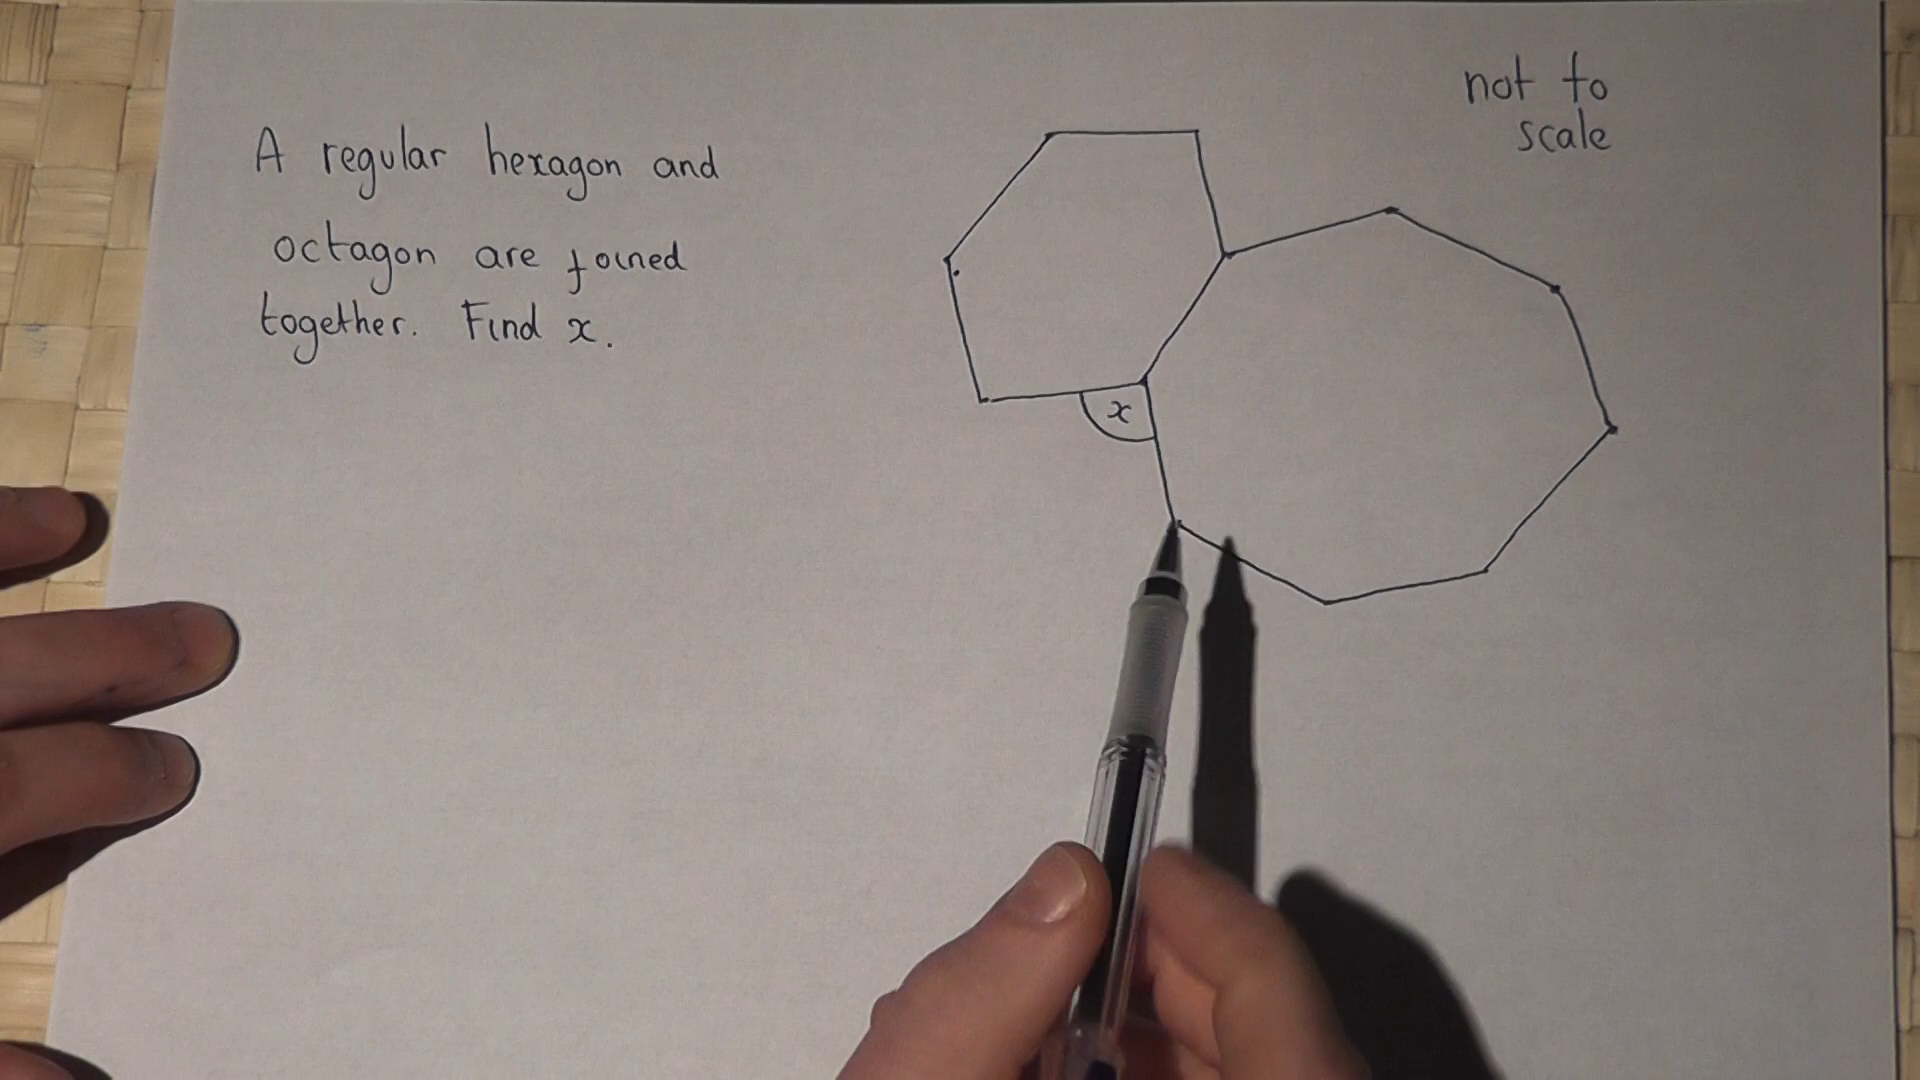 not to
scale
A regular hexagon and
octagon are joined
together. Find x.
x